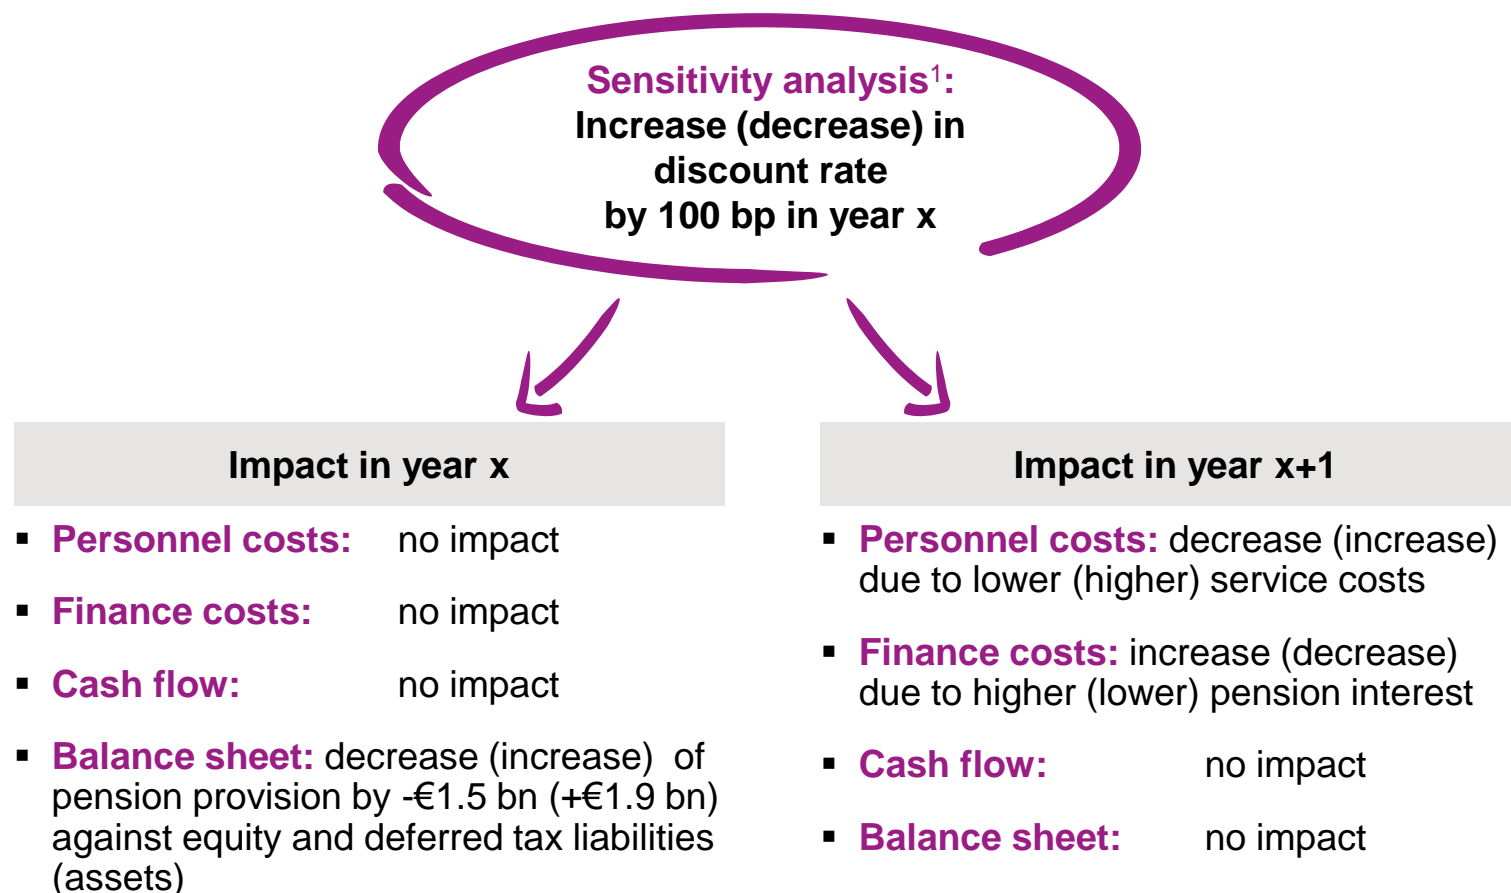 Sensitivity analysis¹:
Increase (decrease) in
discount rate
by 100 bp in year x
Impact in year x
▪ Personnel costs: no impact
▪ Finance costs: no impact
▪ Cash flow: no impact
▪ Balance sheet: decrease (increase) of
pension provision by -€1.5 bn (+€1.9 bn)
against equity and deferred tax liabilities
(assets)
Impact in year x+1
▪ Personnel costs: decrease (increase)
due to lower (higher) service costs
▪ Finance costs: increase (decrease)
due to higher (lower) pension interest
▪ Cash flow: no impact
▪ Balance sheet: no impact